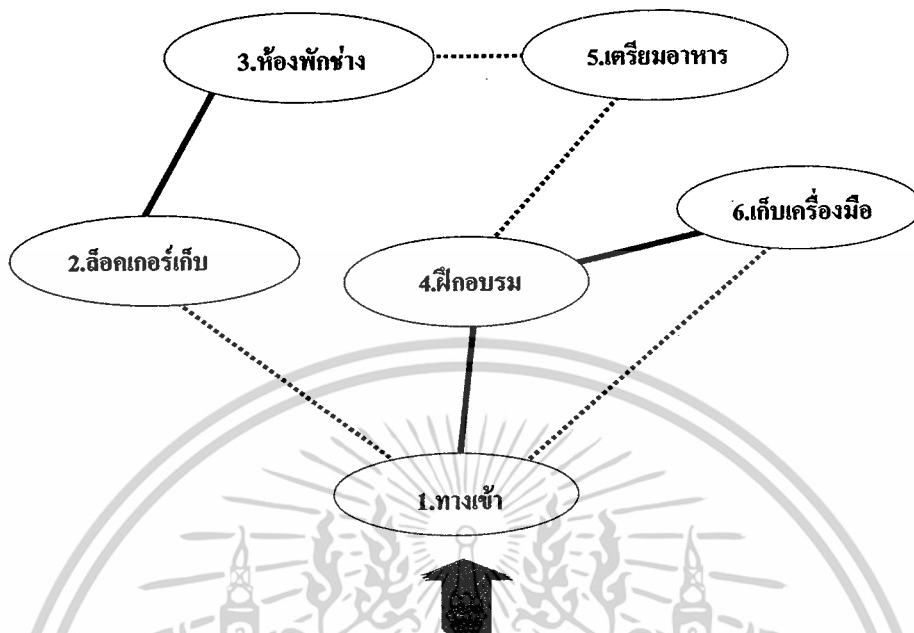 3.ห้องพักช่าง
5.เตรียมอาหาร
6.เก็บเครื่องมือ
2.ล็อคเกอร์เก็บ
4.ฝึกอบรม
1.ทางเข้า